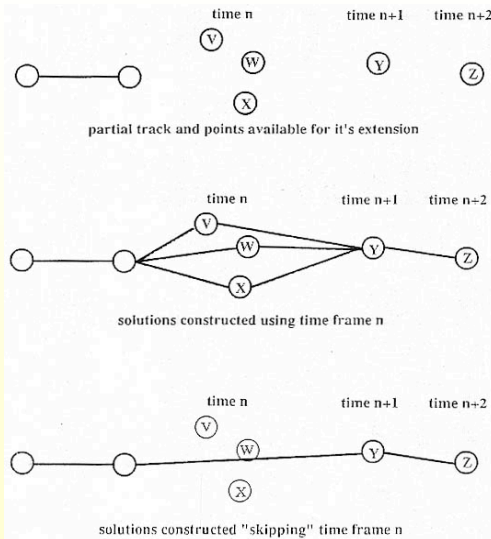 time n time n+1 time n+2
V
W
Y
Z
X
partial track and points available for it's extension
time n time n+1 time n+2
V
W
Y
Z
X
solutions constructed using time frame n
time n time n+1 time n+2
V
W
Y
Z
X
solutions constructed "skipping" time frame n